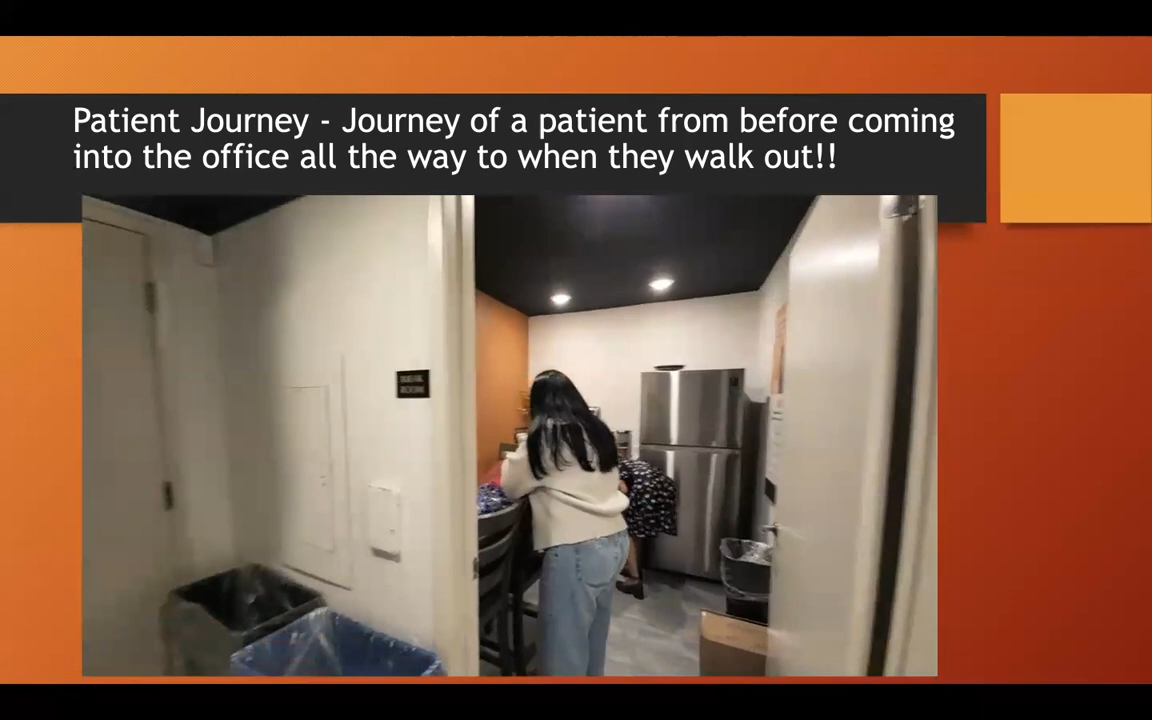 Patient Journey - Journey of a patient from before coming
into the office all the way to when they walk out!!